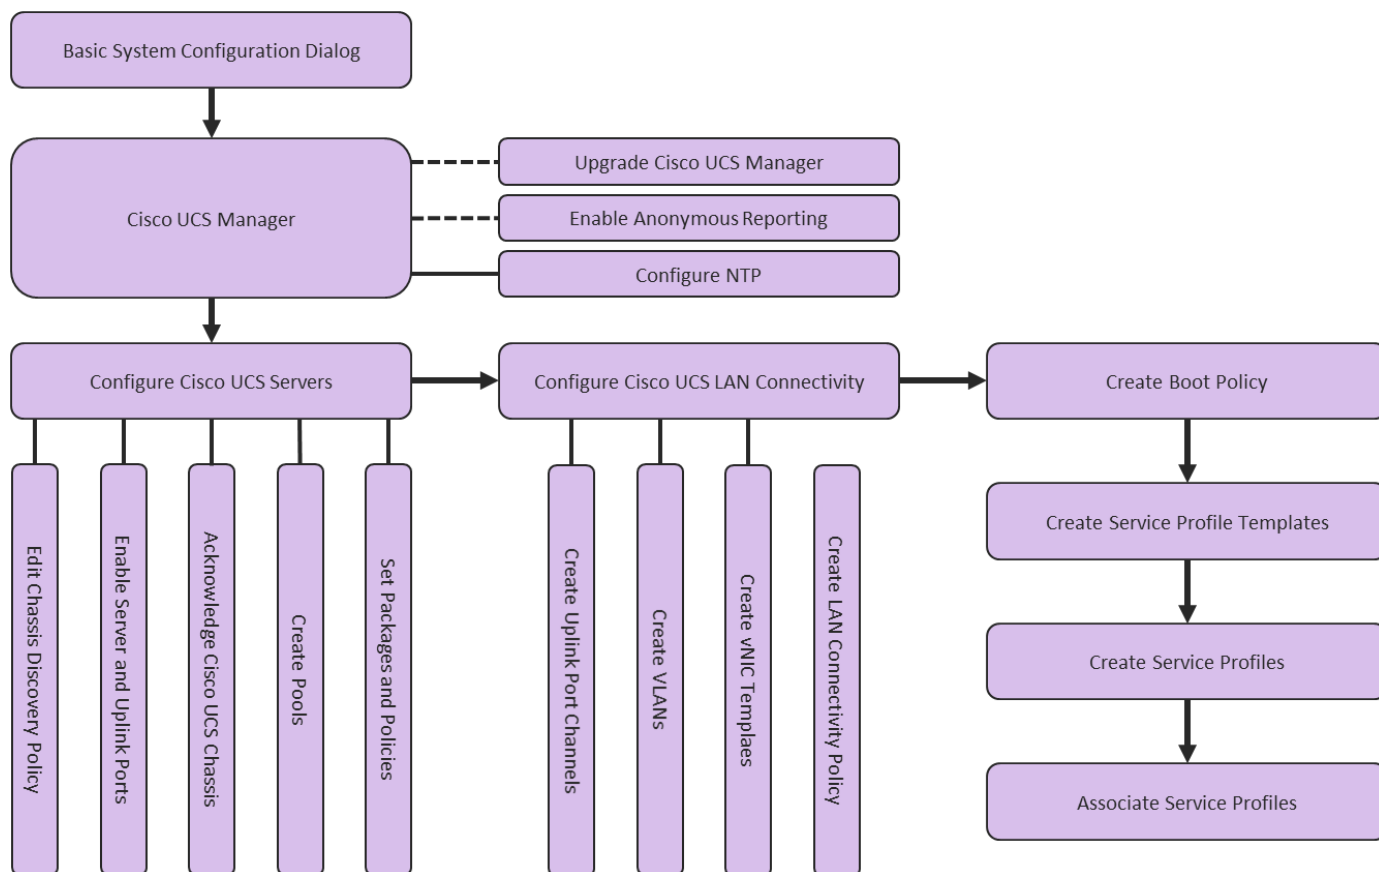 Basic System Configuration Dialog
Cisco UCS Manager
Upgrade Cisco UCS Manager
Enable Anonymous Reporting
Configure NTP
Configure Cisco UCS Servers
Configure Cisco UCS LAN Connectivity
Create Boot Policy
Edit Chassis Discovery Policy
Enable Server and Uplink Ports
Acknowledge Cisco UCS Chassis
Create Pools
Set Packages and Policies
Create Uplink Port Channels
Create VLANs
Create vNIC Templaes
Create LAN Connectivity Policy
Create Service Profile Templates
Create Service Profiles
Associate Service Profiles